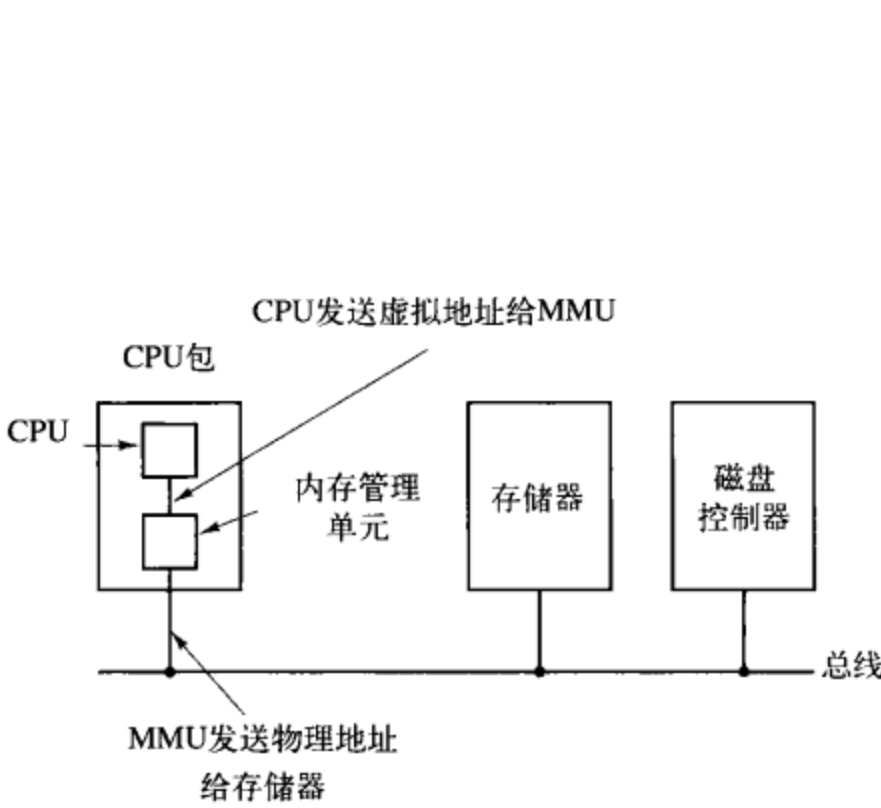 CPU发送虚拟地址给MMU
CPU包
CPU
内存管理
单元
存储器
磁盘
控制器
总线
MMU发送物理地址
给存储器